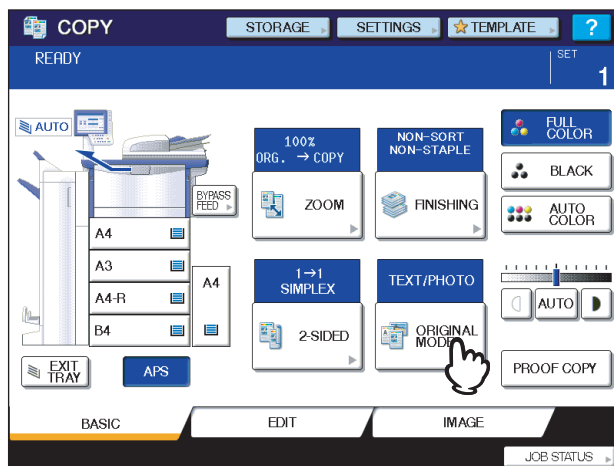 COPY
STORAGE
SETTINGS
TEMPLATE
?
READY
SET
1
AUTO
BYPASS
FEED
A4
A3
A4-R
B4
A4
EXIT
TRAY
APS
100%
ORG. → COPY
ZOOM
NON-SORT
NON-STAPLE
FINISHING
1→1
SIMPLEX
2-SIDED
TEXT/PHOTO
ORIGINAL
MODE
FULL
COLOR
BLACK
AUTO
COLOR
AUTO
PROOF COPY
BASIC
EDIT
IMAGE
JOB STATUS